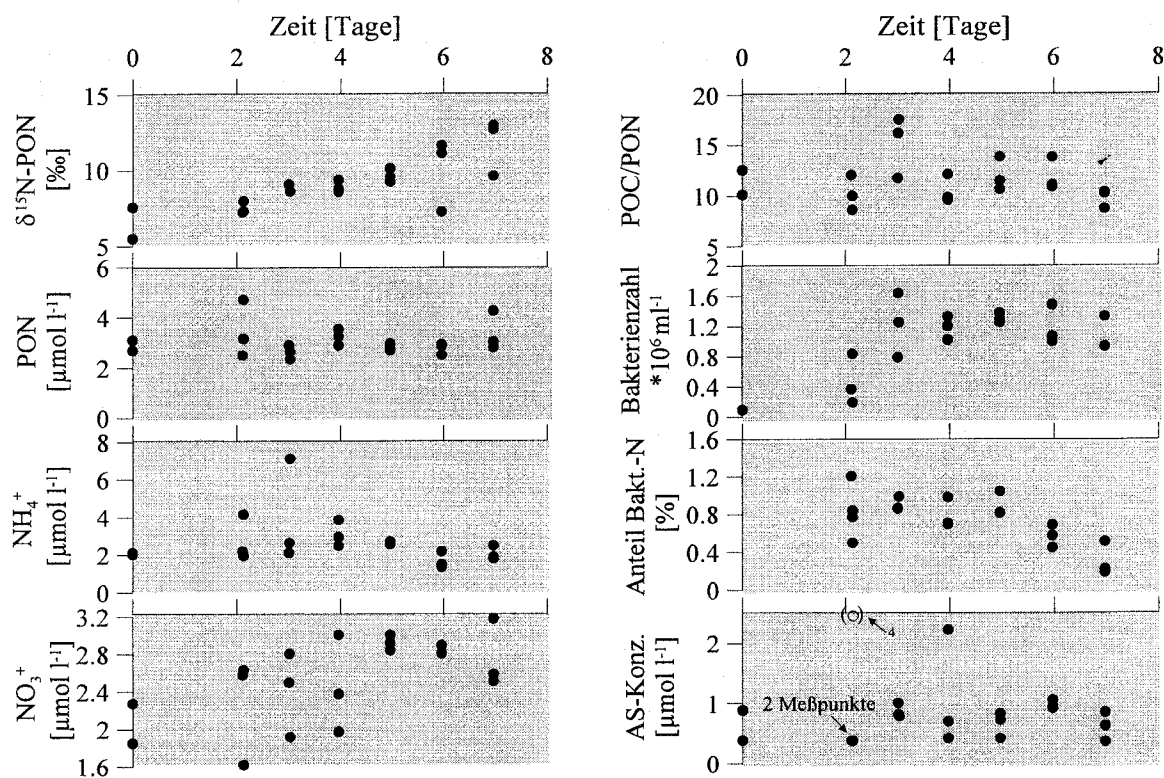 Zeit [Tage]
0 2 4 6 8
δ¹⁵N-PON
[‰]
15
10
5
PON
[µmol l⁻¹]
6
4
2
0
NH₄⁺
[µmol l⁻¹]
8
6
4
2
0
NO₃⁺
[µmol l⁻¹]
3.2
2.8
2.4
2
1.6
Zeit [Tage]
0 2 4 6 8
POC/PON
20
15
10
5
Bakterienzahl
*10⁶ml⁻¹
2
1.6
1.2
0.8
0.4
0
Anteil Bakt.-N
[%]
1.6
1.2
0.8
0.4
0
AS-Konz.
[µmol l⁻¹]
2
1
0
4
2 Meßpunkte